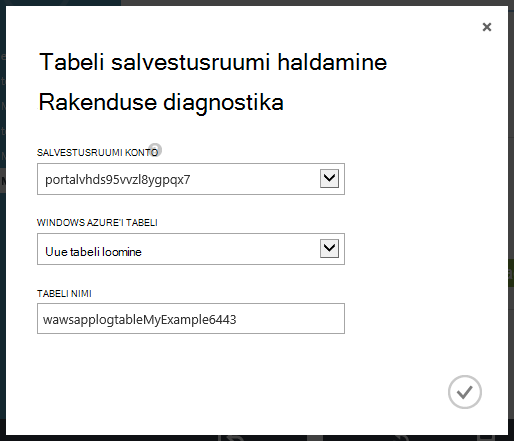 Tabeli salvestusruumi haldamine
Rakenduse diagnostika
SALVESTUSRUUMI KONTO
portalvhds95vvzl8ygpqx7
WINDOWS AZURE'I TABELI
Uue tabeli loomine
TABELI NIMI
wawsapplogtableMyExample6443